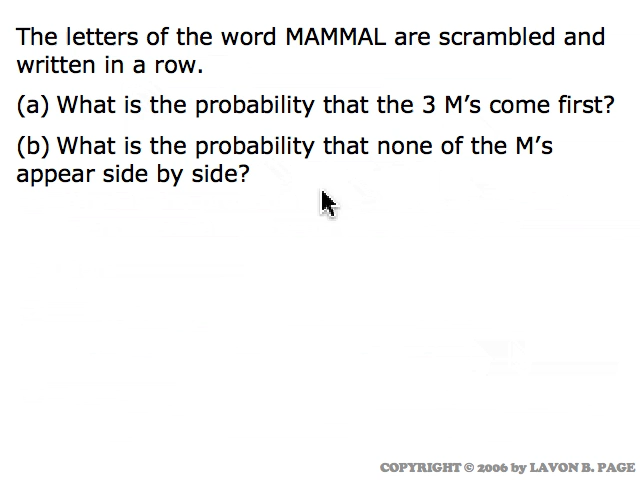 The letters of the word MAMMAL are scrambled and
written in a row.
(a) What is the probability that the 3 M’s come first?
(b) What is the probability that none of the M’s
appear side by side?
COPYRIGHT © 2006 by LAVON B. PAGE